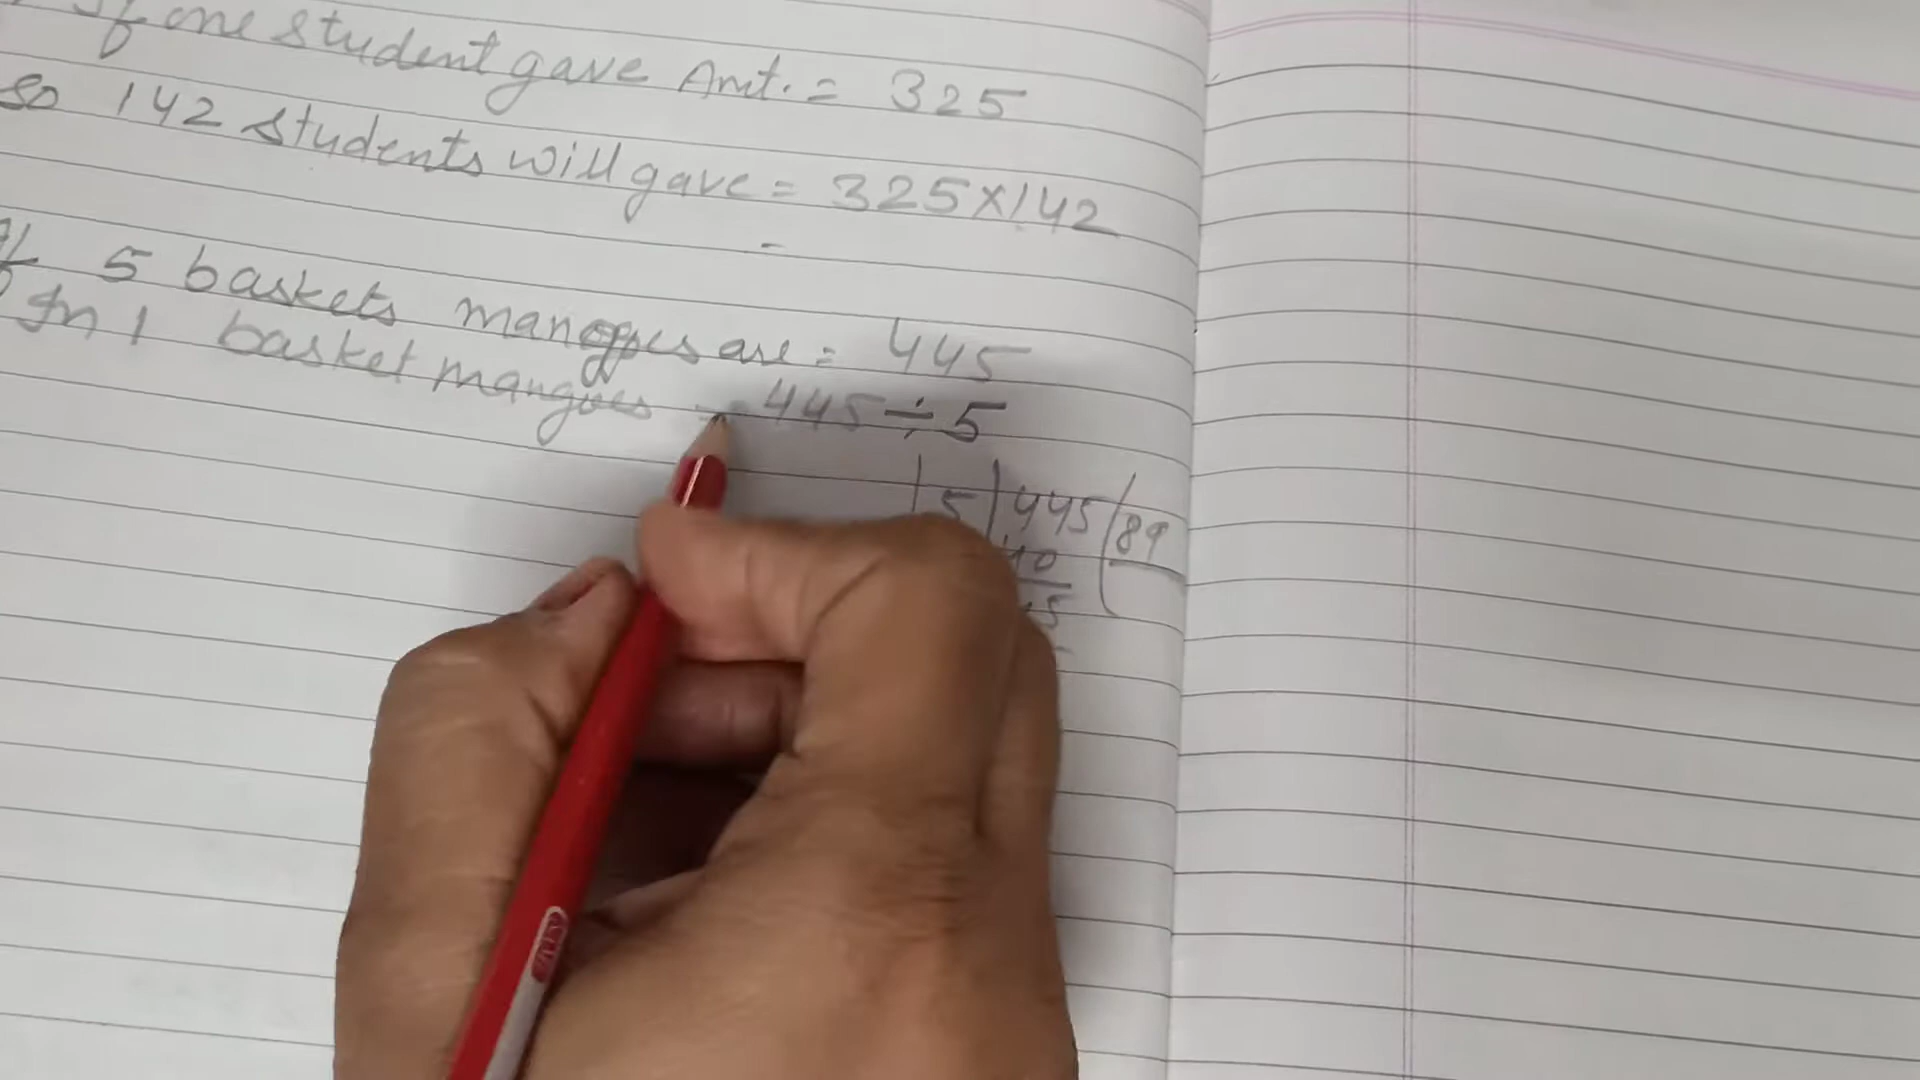 If one student gave Amt. = 325
so 142 students will gave = 325×142
If 5 baskets mangoes are = 445
In 1 basket mangoes = 445 ÷ 5
5 445 89
40
45